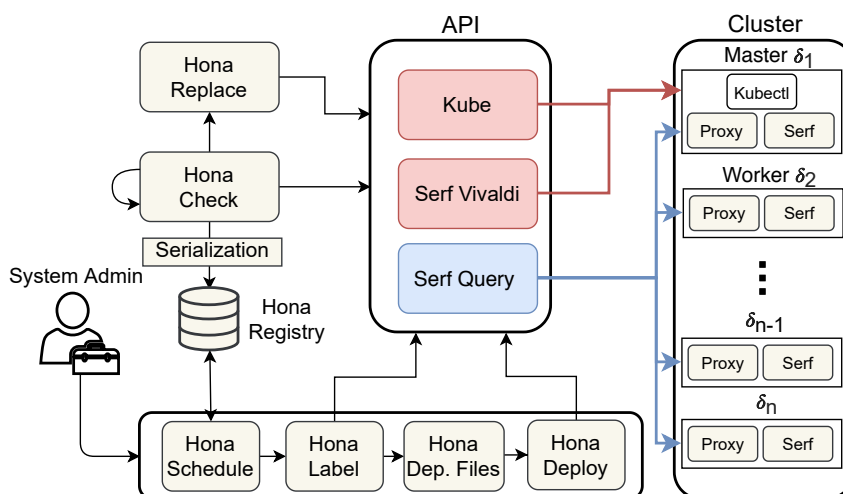 API
Cluster
Hona
Replace
Kube
Master δ1
Kubectl
Proxy
Serf
Hona
Check
Serf Vivaldi
Worker δ2
Proxy
Serf
Serialization
Serf Query
System Admin
Hona
Registry
δn-1
Proxy
Serf
δn
Proxy
Serf
Hona
Schedule
Hona
Label
Hona
Dep. Files
Hona
Deploy